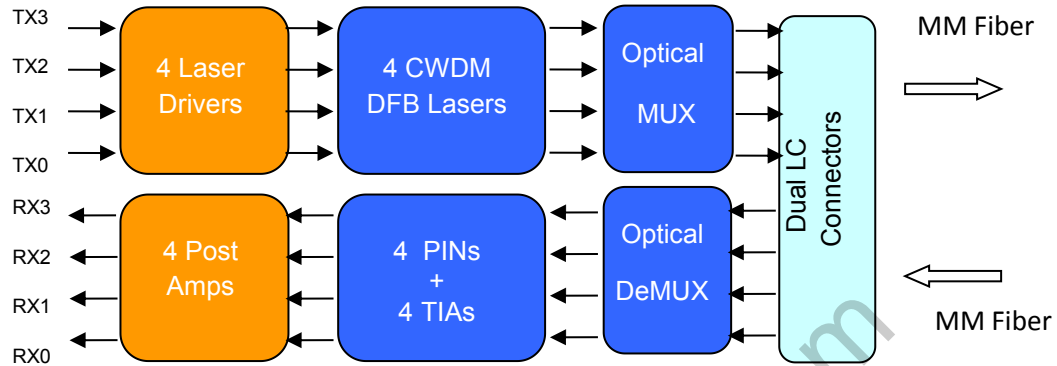 TX3
TX2
TX1
TX0
4 Laser
Drivers
4 CWDM
DFB Lasers
Optical
MUX
Dual LC
Connectors
MM Fiber
RX3
RX2
RX1
RX0
4 Post
Amps
4 PINs
+
4 TIAs
Optical
DeMUX
MM Fiber
om